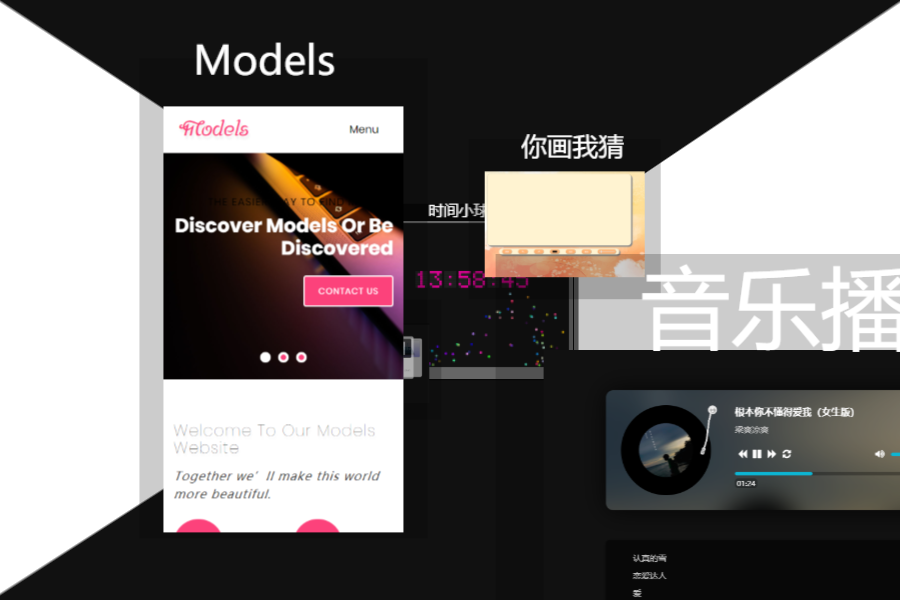 Models
Models
Menu
THE EASIEST WAY TO FIND
Discover Models Or Be
Discovered
CONTACT US
Welcome To Our Models
Website
Together we'll make this world
more beautiful.
你画我猜
时间小球
13:58:45
音乐播
根本你不懂得爱我（女生版）
梁爽凉爽
01:24
认真的雪
恋爱达人
爱